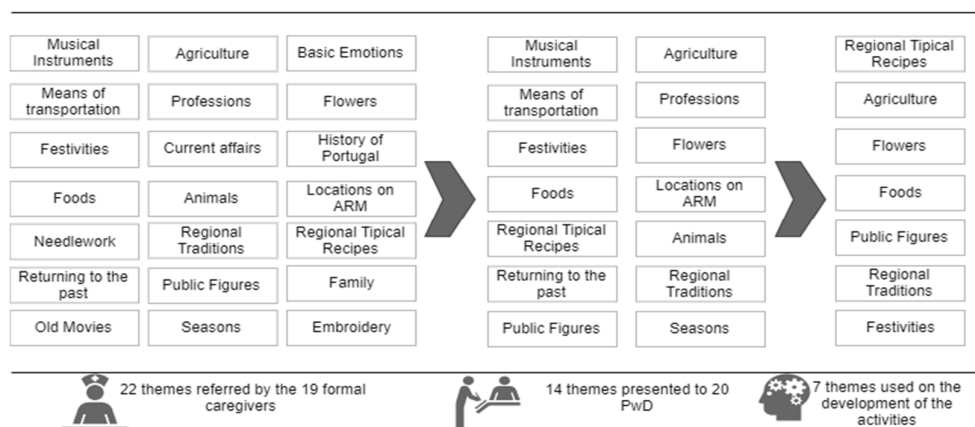 Musical
Instruments
Agriculture
Basic Emotions
Means of
transportation
Professions
Flowers
Festivities
Current affairs
History of
Portugal
Foods
Animals
Locations on
ARM
Needlework
Regional
Traditions
Regional Tipical
Recipes
Returning to the
past
Public Figures
Family
Old Movies
Seasons
Embroidery
Musical
Instruments
Agriculture
Means of
transportation
Professions
Festivities
Flowers
Foods
Locations on
ARM
Regional Tipical
Recipes
Animals
Returning to the
past
Regional
Traditions
Public Figures
Seasons
Regional Tipical
Recipes
Agriculture
Flowers
Foods
Public Figures
Regional
Traditions
Festivities
22 themes referred by the 19 formal
caregivers
14 themes presented to 20
PwD
7 themes used on the
development of the
activities